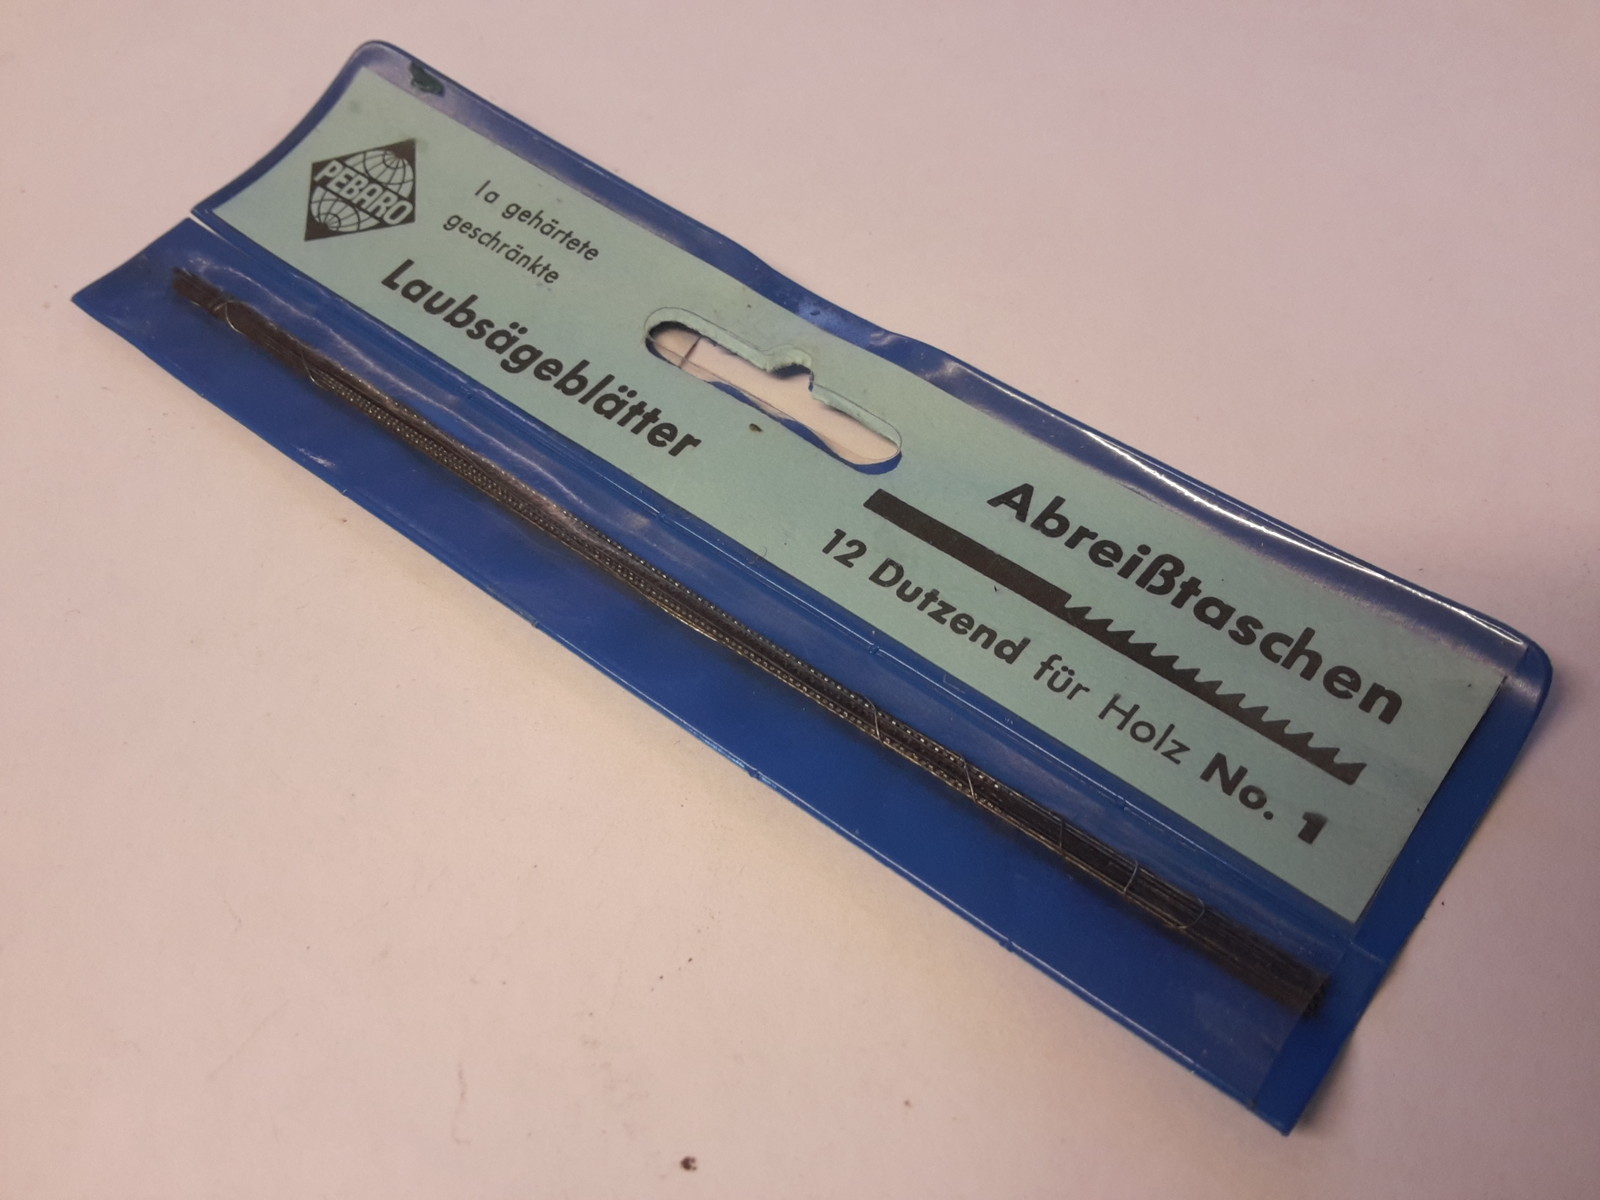 PEBARO
Ia gehärtete
geschränkte
Laubsägeblätter
Abreißtaschen
12 Dutzend für Holz No. 1